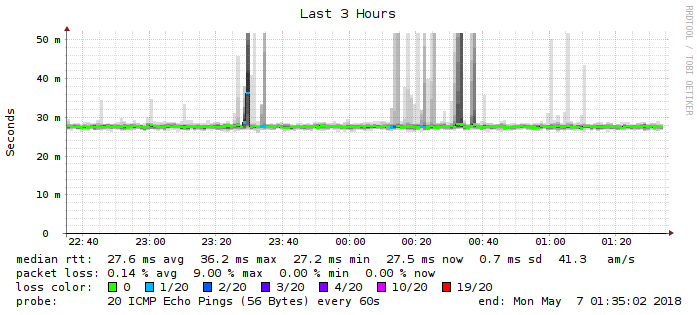 Last 3 Hours
RRDTOOL / TOBI OETIKER
Seconds
50 m
40 m
30 m
20 m
10 m
0
22:40 23:00 23:20 23:40 00:00 00:20 00:40 01:00 01:20
median rtt: 27.6 ms avg 36.2 ms max 27.2 ms min 27.5 ms now 0.7 ms sd 41.3 am/s
packet loss: 0.14 % avg 9.00 % max 0.00 % min 0.00 % now
loss color: 0 1/20 2/20 3/20 4/20 10/20 19/20
probe: 20 ICMP Echo Pings (56 Bytes) every 60s end: Mon May 7 01:35:02 2018